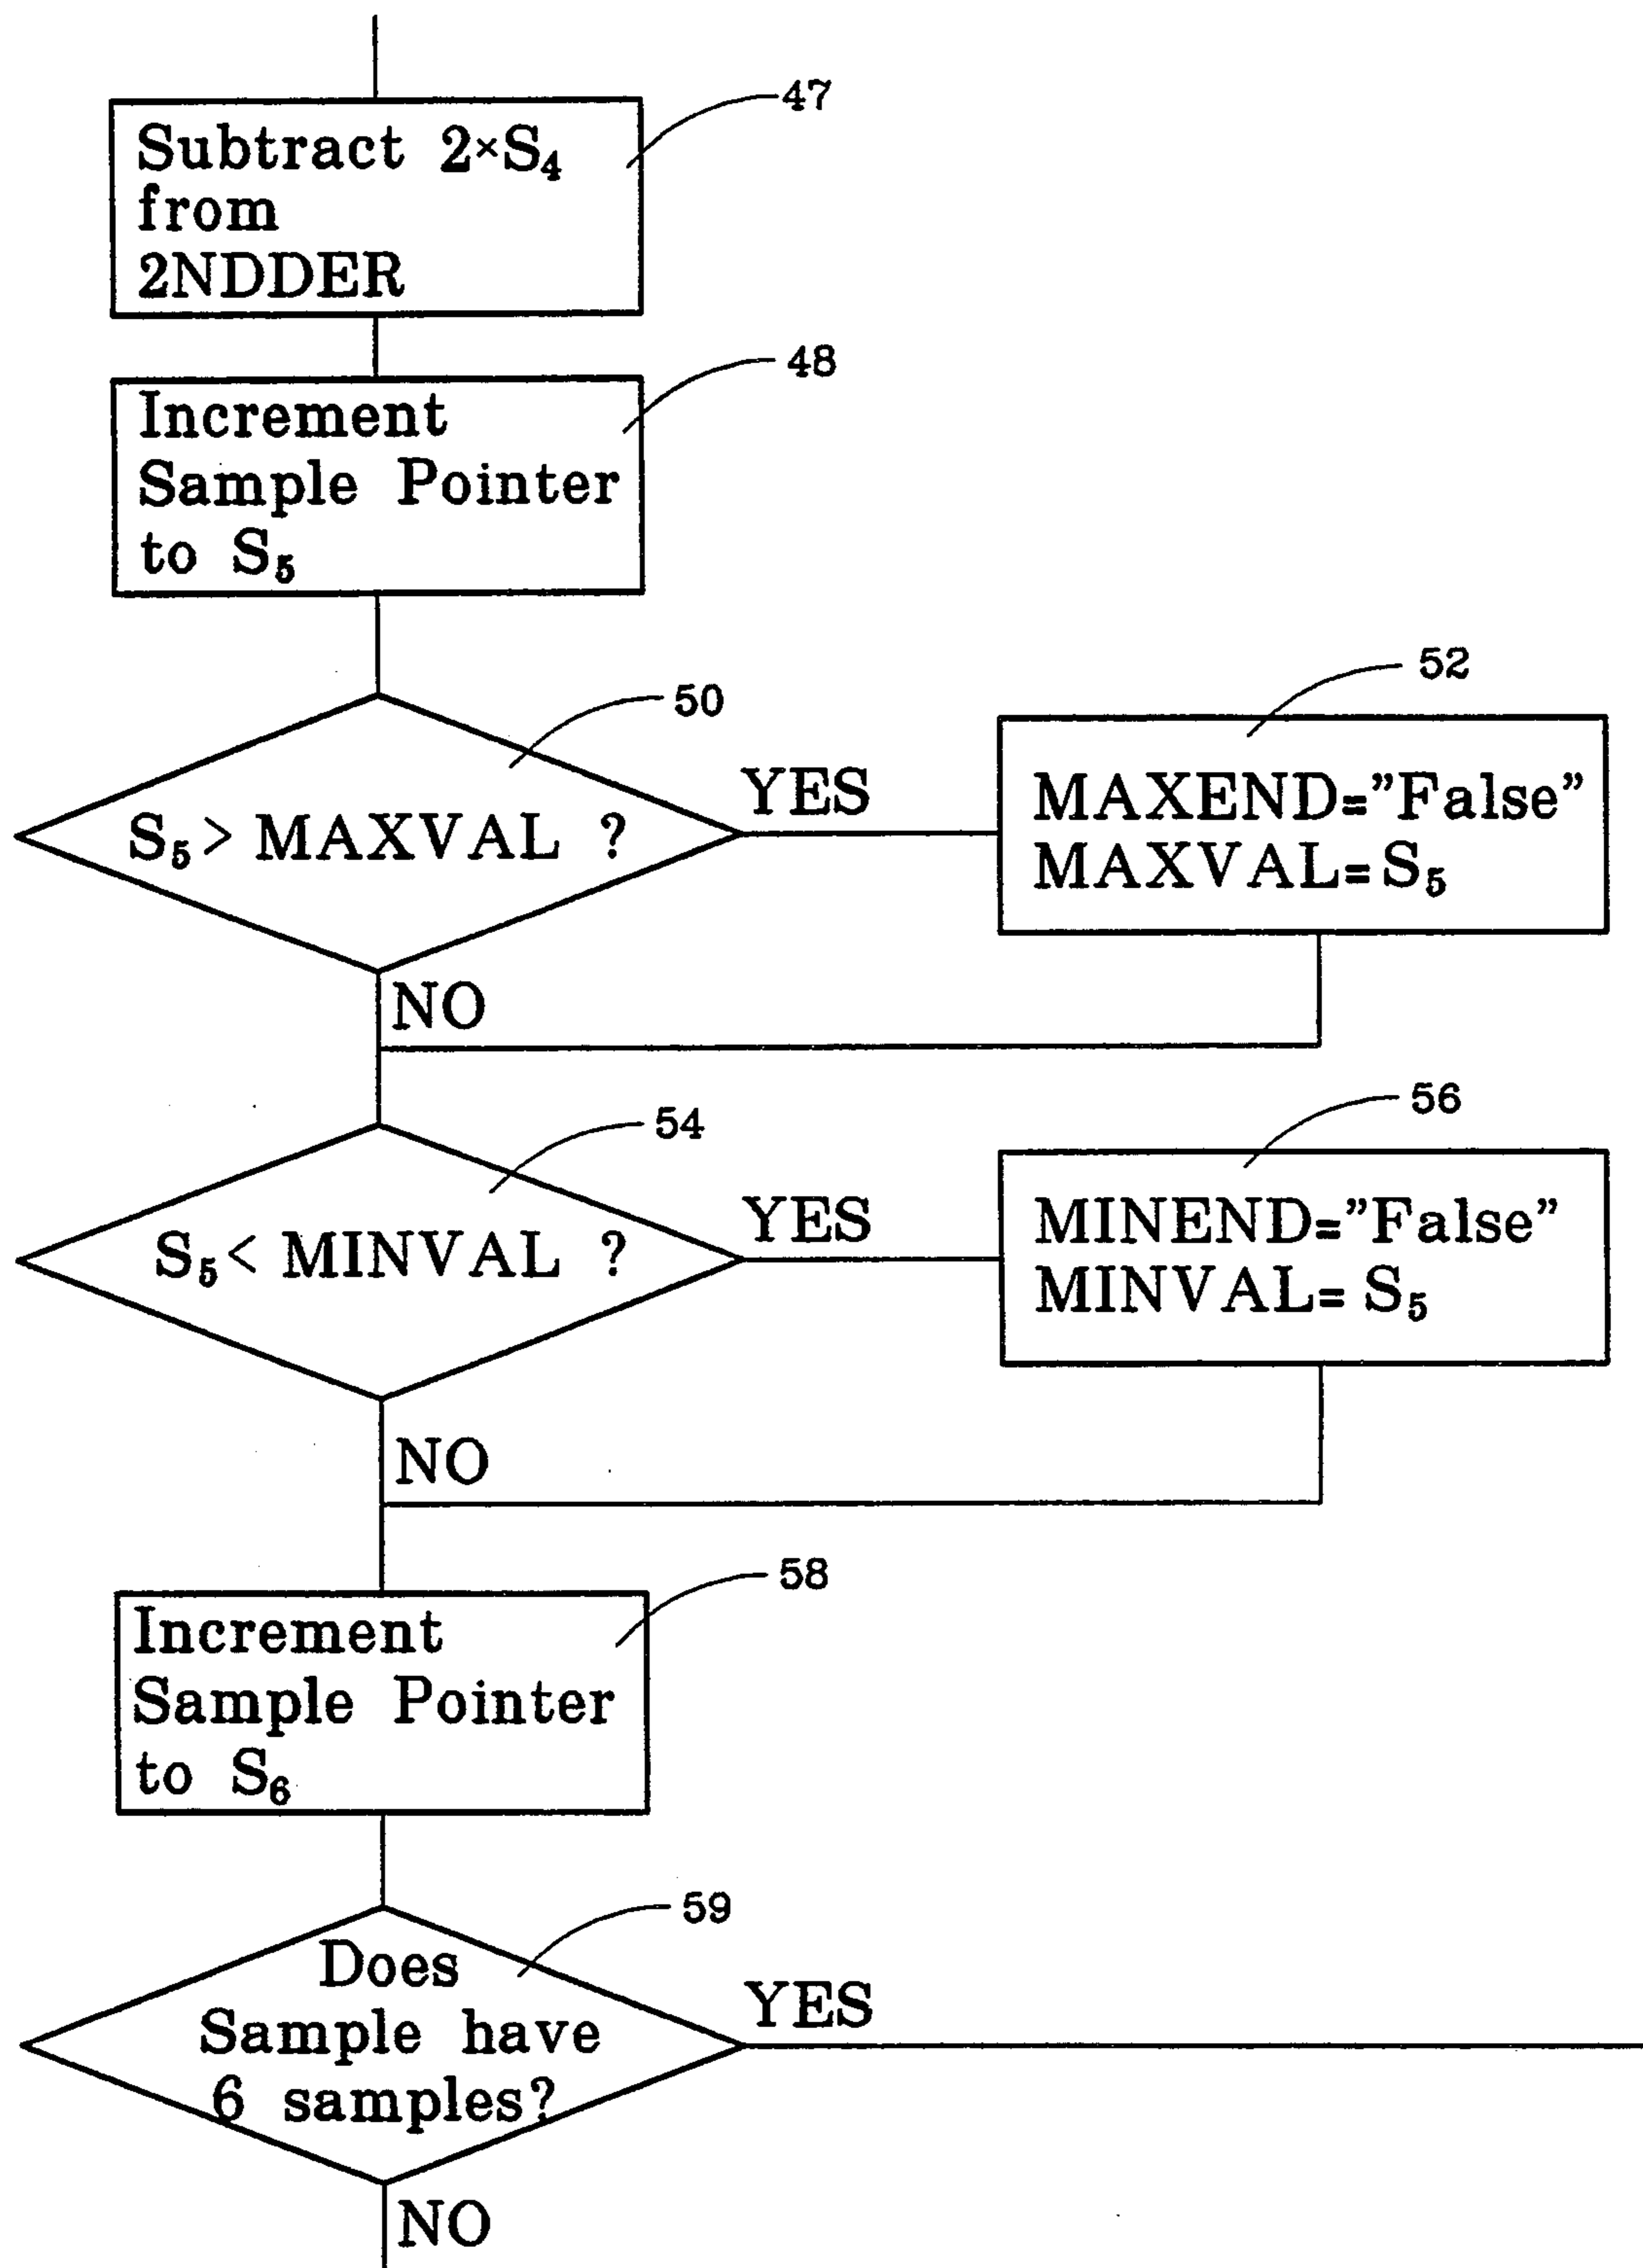 47
Subtract 2×S₄
from
2NDDER
48
Increment
Sample Pointer
to S₅
50
S₅> MAXVAL ?
YES
52
MAXEND="False"
MAXVAL=S₅
NO
54
S₅< MINVAL ?
YES
56
MINEND="False"
MINVAL= S₅
NO
58
Increment
Sample Pointer
to S₆
59
Does
Sample have
6 samples?
YES
NO